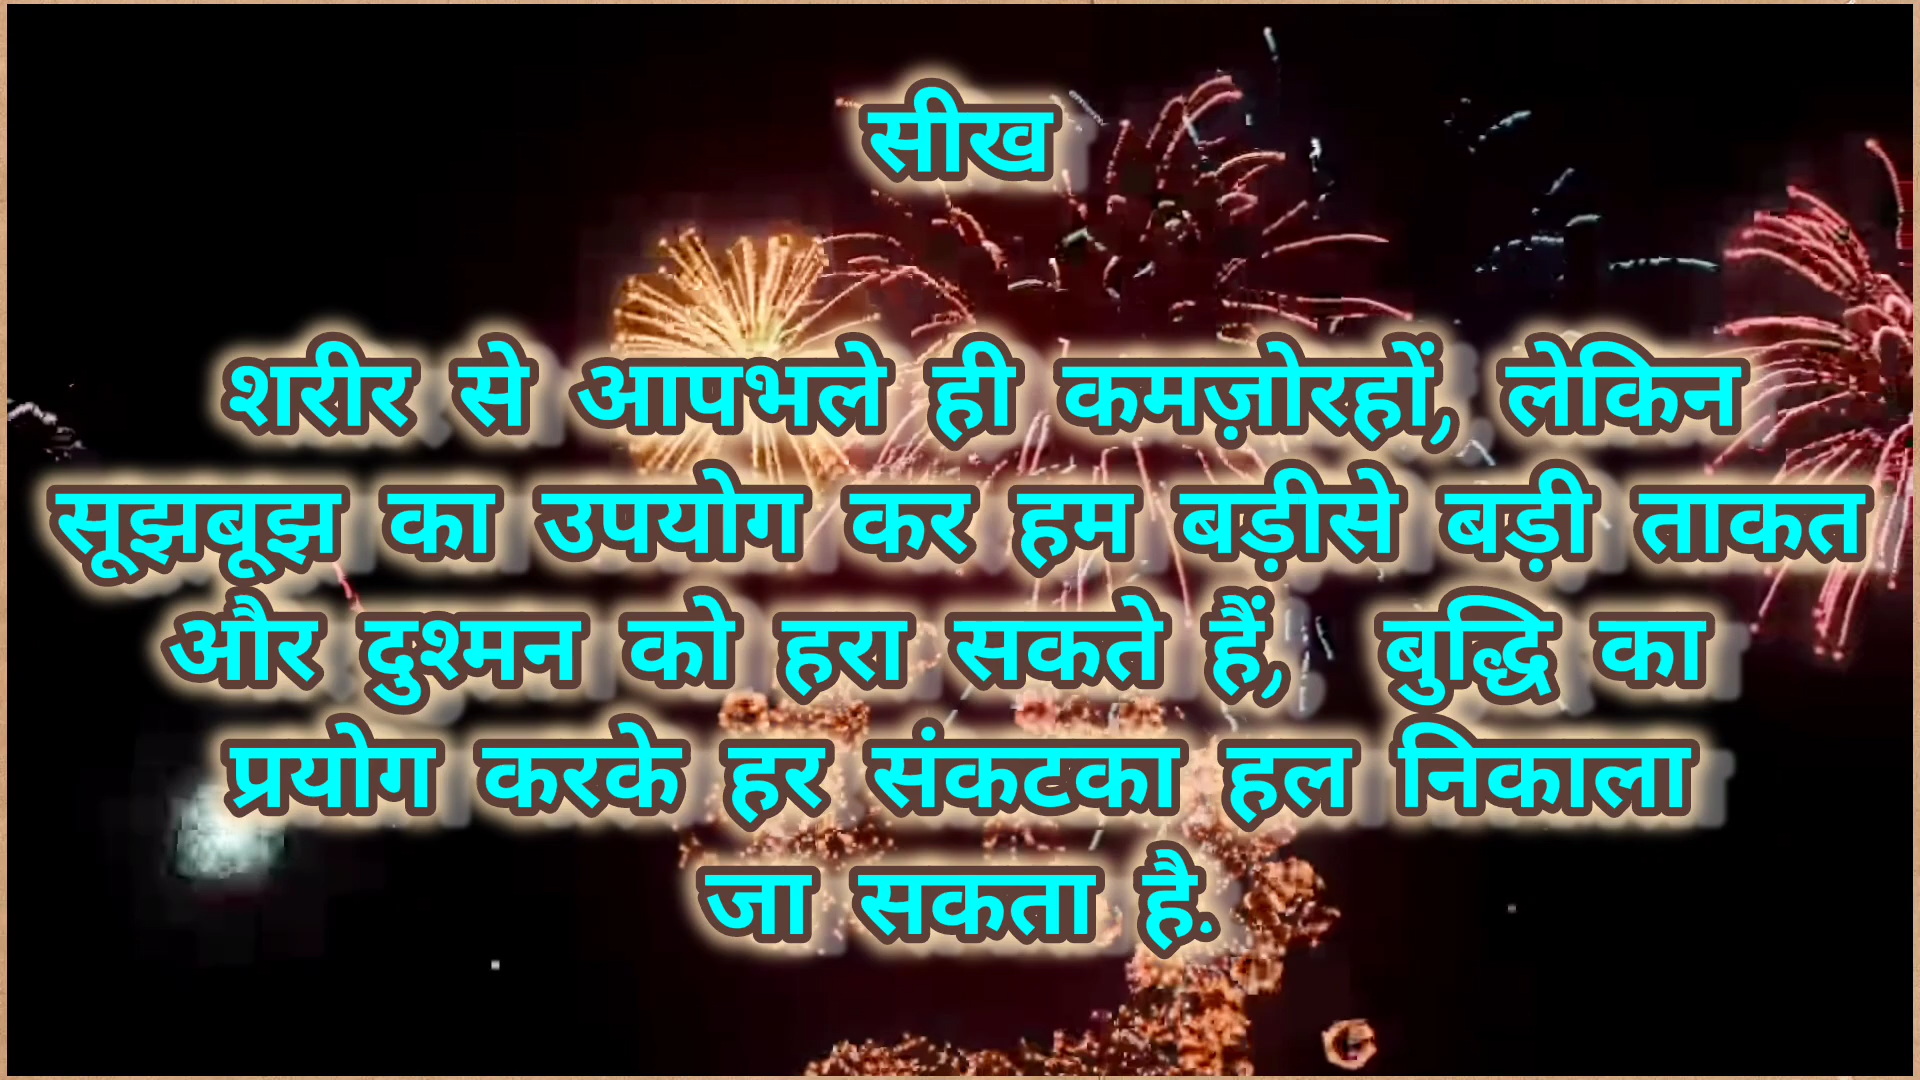 सीख
शरीर से आपभले ही कमज़ोरहों, लेकिन
सूझबूझ का उपयोग कर हम बड़ीसे बड़ी ताकत
और दुश्मन को हरा सकते हैं, बुद्धि का
प्रयोग करके हर संकटका हल निकाला
जा सकता है.